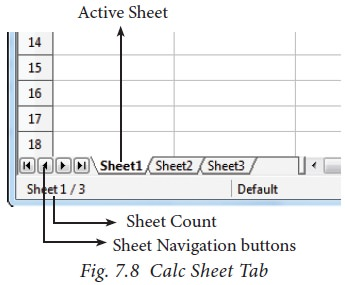 Active Sheet
14
15
16
17
18
Sheet1 Sheet2 Sheet3
Sheet 1 / 3 Default
Sheet Count
Sheet Navigation buttons
Fig. 7.8 Calc Sheet Tab